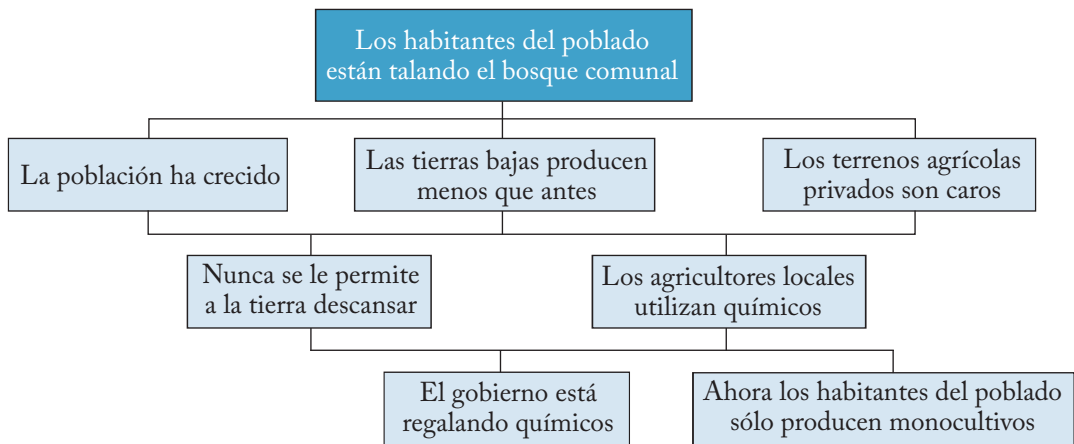 Los habitantes del poblado
están talando el bosque comunal
La población ha crecido
Las tierras bajas producen
menos que antes
Los terrenos agrícolas
privados son caros
Nunca se le permite
a la tierra descansar
Los agricultores locales
utilizan químicos
El gobierno está
regalando químicos
Ahora los habitantes del poblado
sólo producen monocultivos